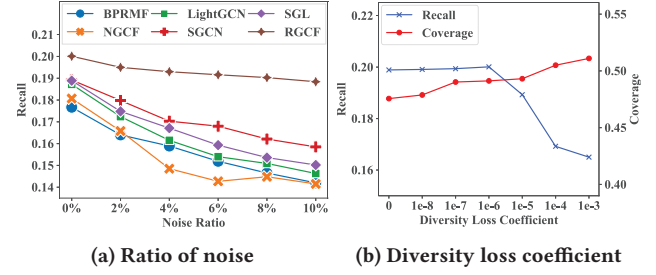 BPRMF LightGCN SGL
NGCF SGCN RGCF
0.21
0.20
0.19
0.18
0.17
0.16
0.15
0.14
Recall
0% 2% 4% 6% 8% 10%
Noise Ratio
(a) Ratio of noise
Recall
Coverage
0.22
0.20
0.18
0.16
Recall
0.55
0.50
0.45
0.40
Coverage
0 1e-8 1e-7 1e-6 1e-5 1e-4 1e-3
Diversity Loss Coefficient
(b) Diversity loss coefficient